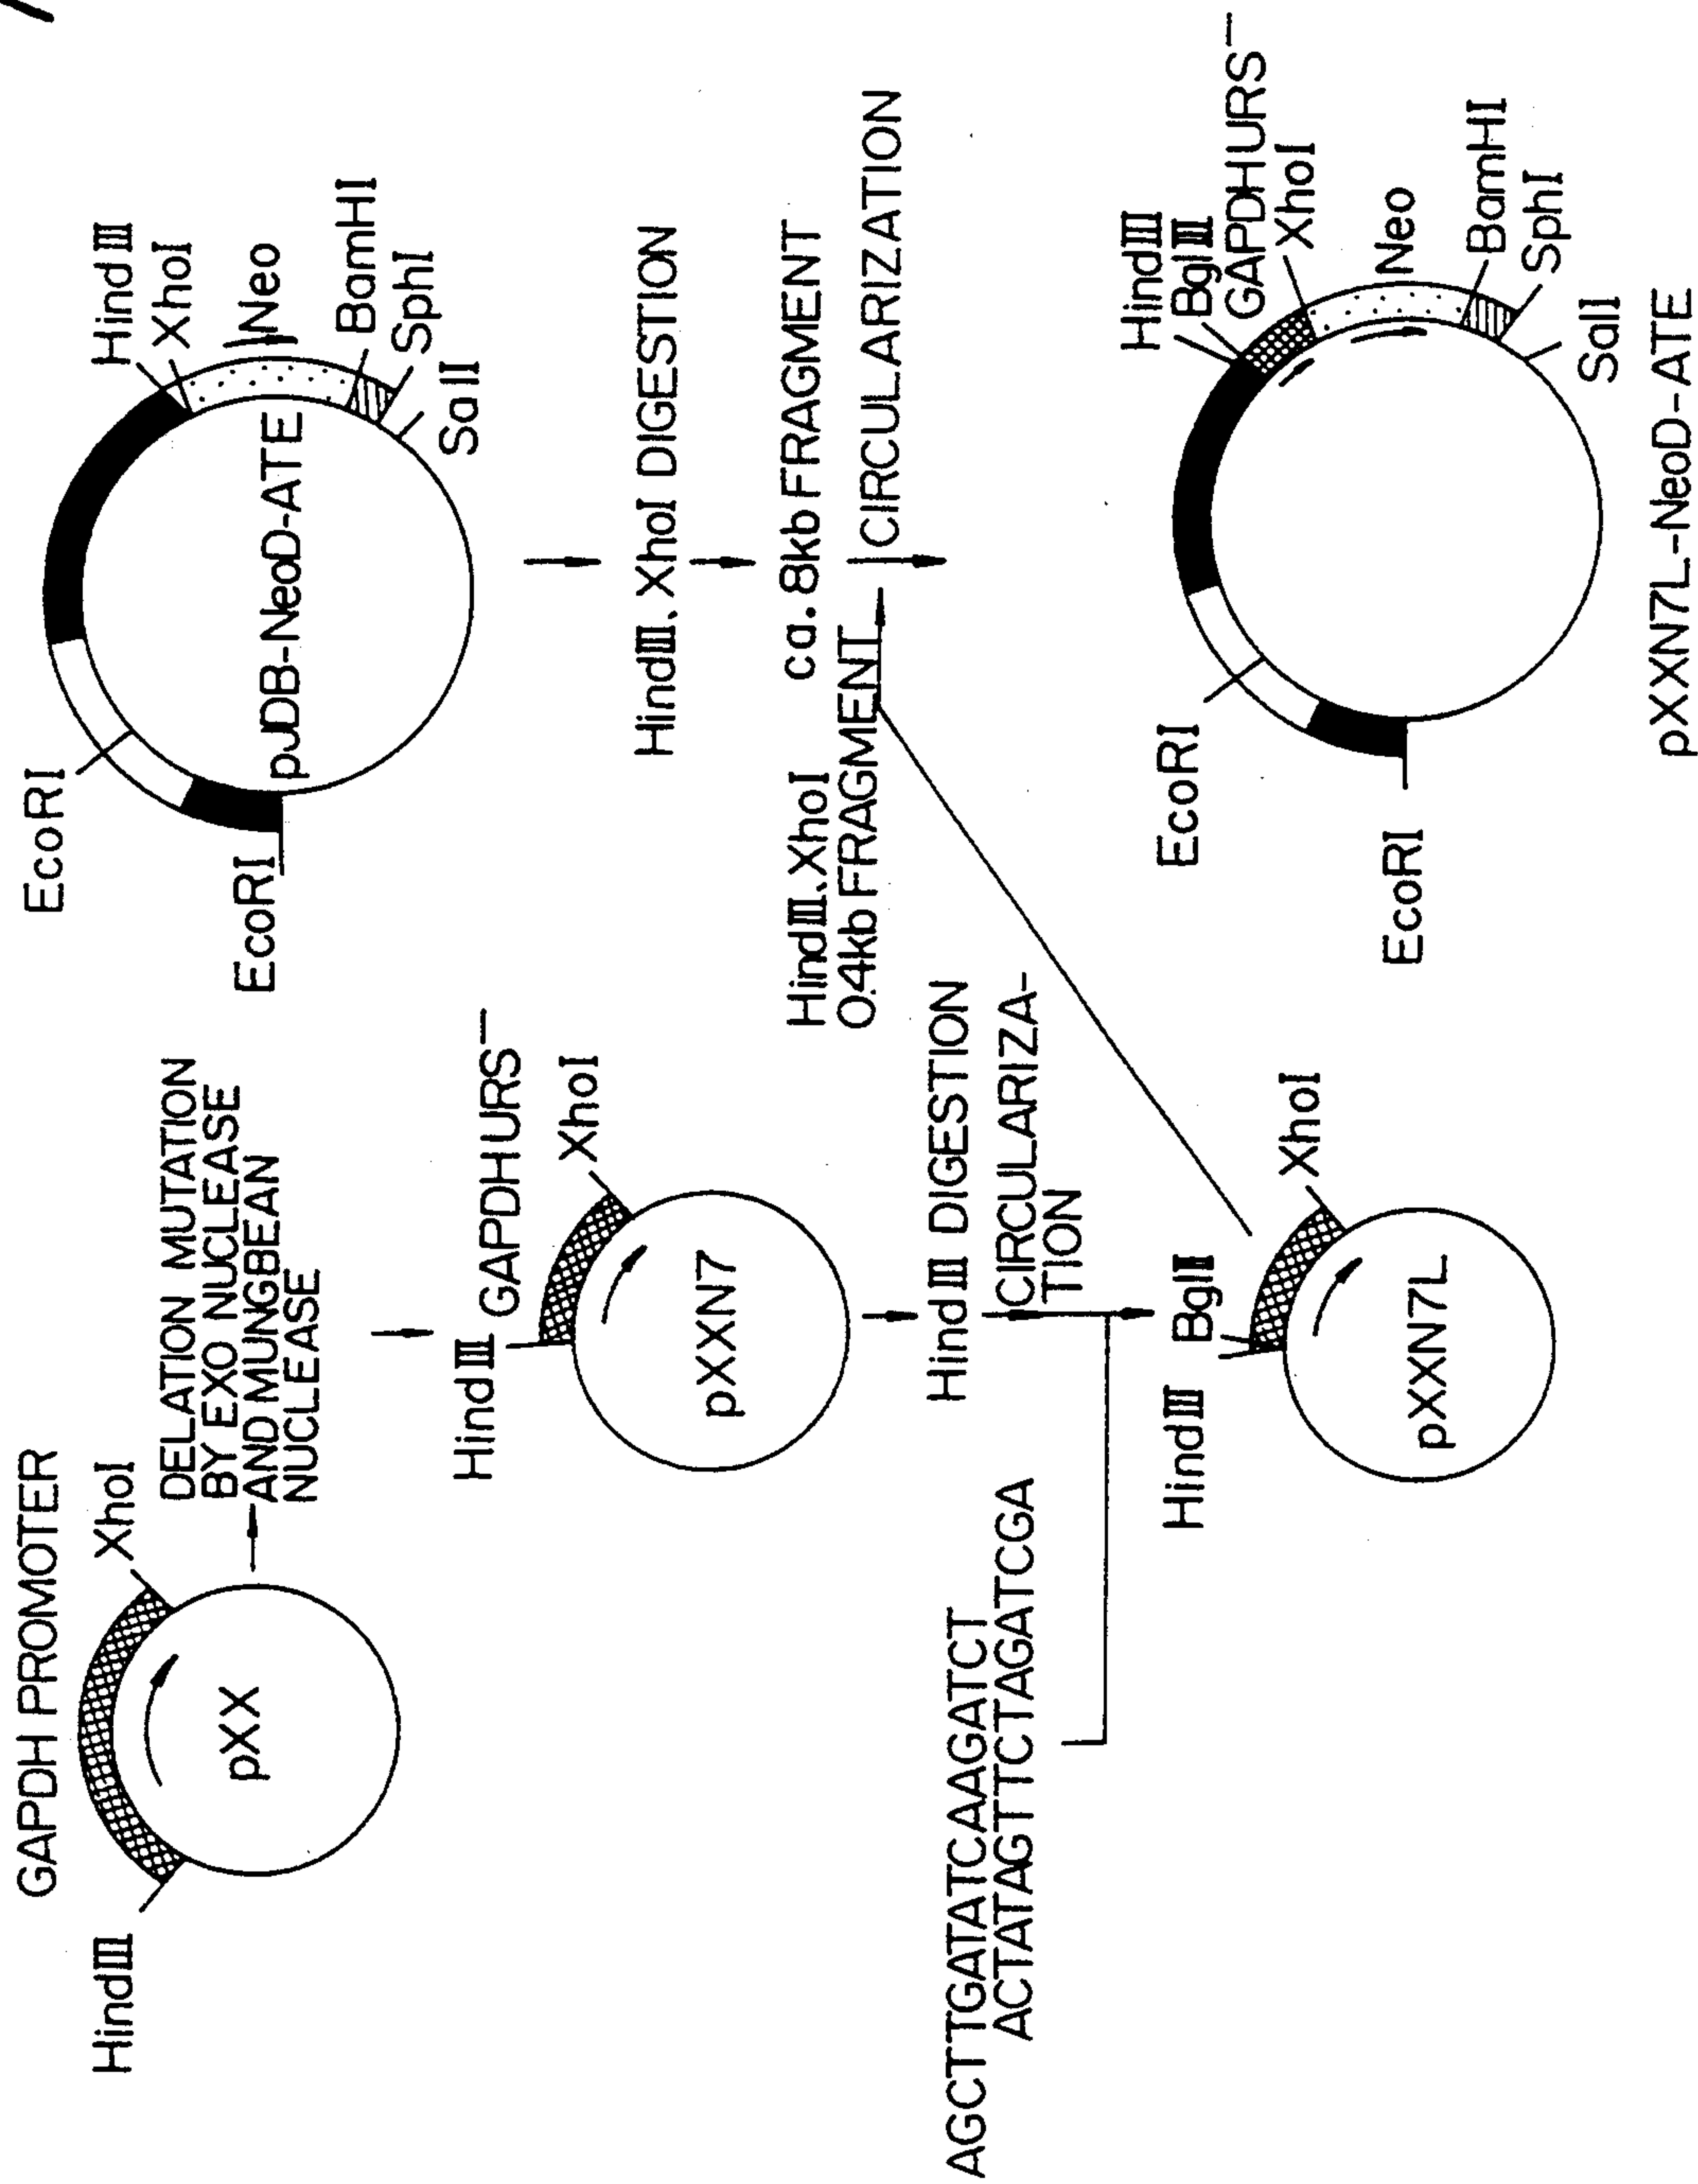 GAPDH PROMOTER
HindIII
XhoI
pXX
DELATION MUTATION
BY EXO NUCLEASE
AND MUNGBEAN
NUCLEASE
HindIII
GAPDHURS⁻
XhoI
pXXN7
HindIII DIGESTION
CIRCULARIZA-
TION
AGCTTGATATCAAGATCT
ACTATAGTTCTAGATCGA
HindIII
BglII
XhoI
pXXN7L
EcoRI
EcoRI
HindIII
XhoI
Neo
BamHI
SphI
SalI
pJDB-NeoD-ATE
HindIII, XhoI DIGESTION
ca. 8kb FRAGMENT
HindIII, XhoI
0.4kb FRAGMENT
CIRCULARIZATION
EcoRI
EcoRI
HindIII
BglII
GAPDHURS⁻
XhoI
Neo
BamHI
SphI
SalI
pXXN7L-NeoD-ATE